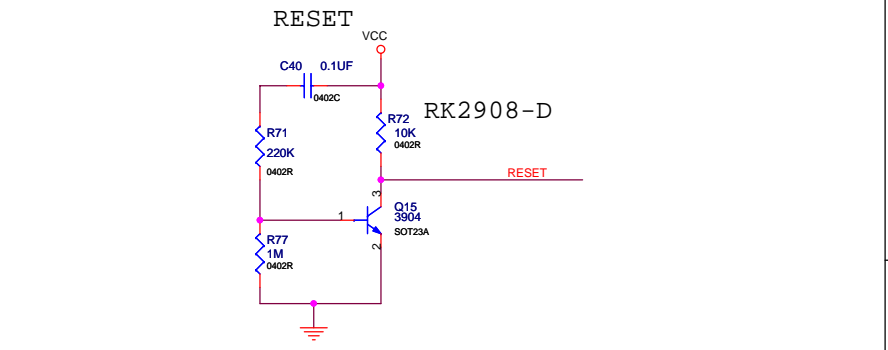 RESET
VCC
C40 0.1UF
0402C
RK2908-D
R72
10K
0402R
R71
220K
0402R
RESET
3
Q15
3904
SOT23A
1
2
R77
1M
0402R